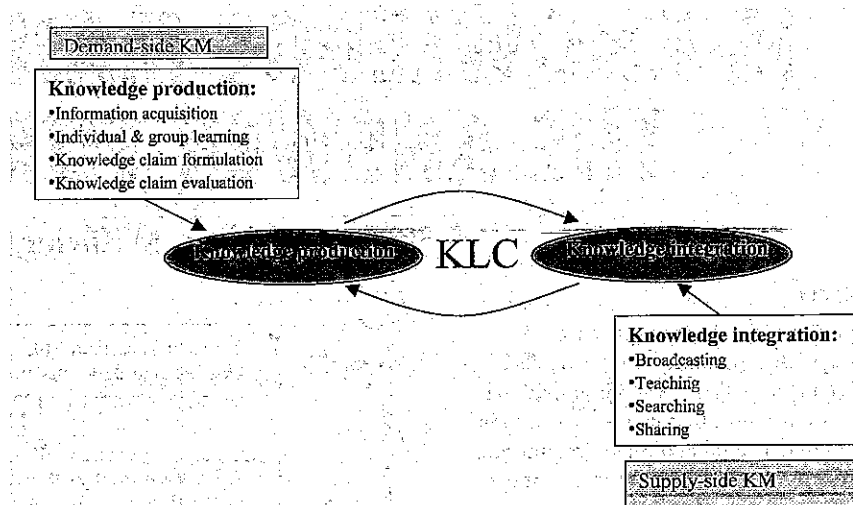 Demand-side KM
Knowledge production:
•Information acquisition
•Individual & group learning
•Knowledge claim formulation
•Knowledge claim evaluation
Knowledge production
KLC
Knowledge integration
Knowledge integration:
•Broadcasting
•Teaching
•Searching
•Sharing
Supply-side KM